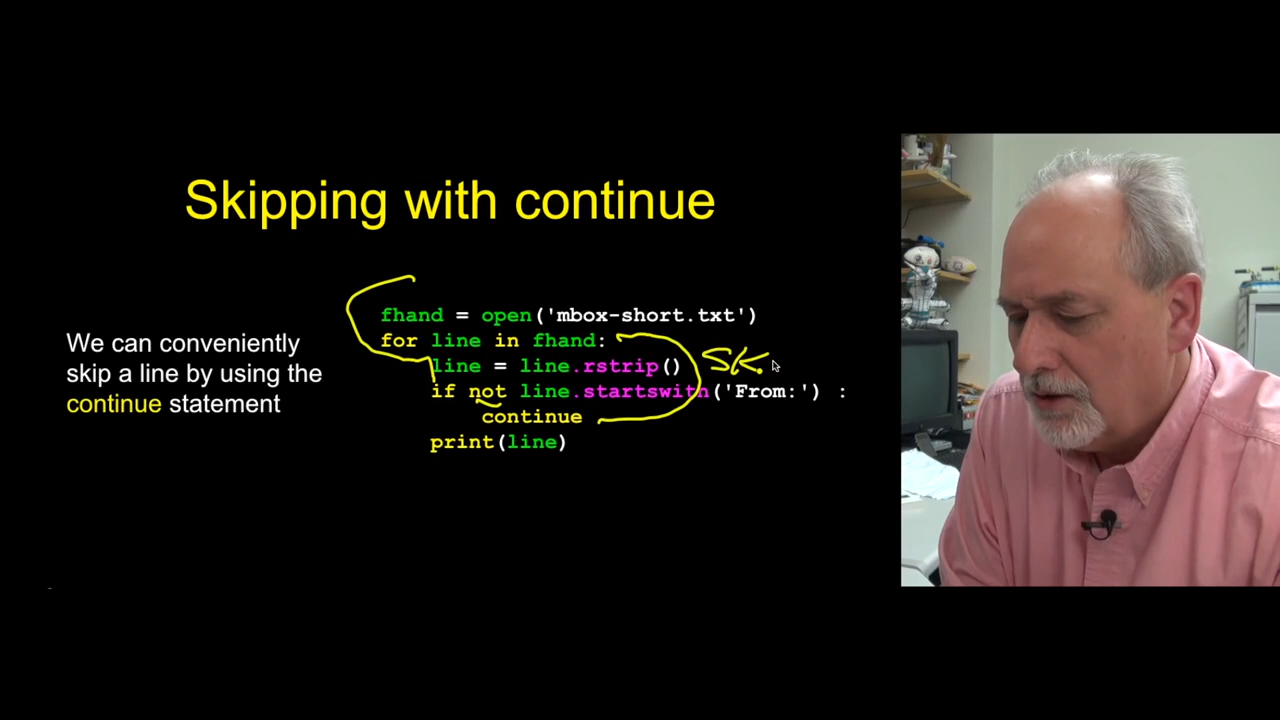 Skipping with continue
We can conveniently
skip a line by using the
continue statement
fhand = open('mbox-short.txt')
for line in fhand:
    line = line.rstrip()
    if not line.startswith('From:') :
        continue
    print(line)
SK